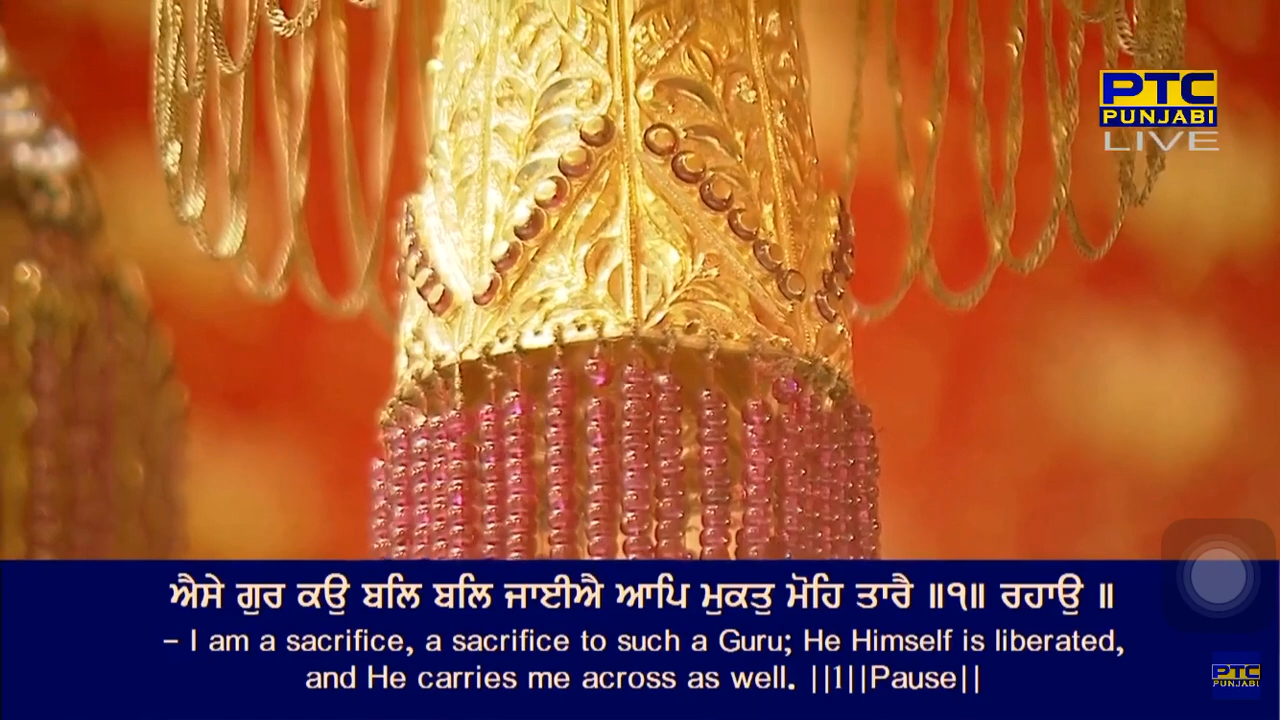 PTC
PUNJABI
LIVE
ਐਸੇ ਗੁਰ ਕਉ ਬਲਿ ਬਲਿ ਜਾਈਐ ਆਪਿ ਮੁਕਤੁ ਮੋਹਿ ਤਾਰੈ ॥੧॥ ਰਹਾਉ ॥
– I am a sacrifice, a sacrifice to such a Guru; He Himself is liberated,
and He carries me across as well. ||1||Pause||
PTC
PUNJABI